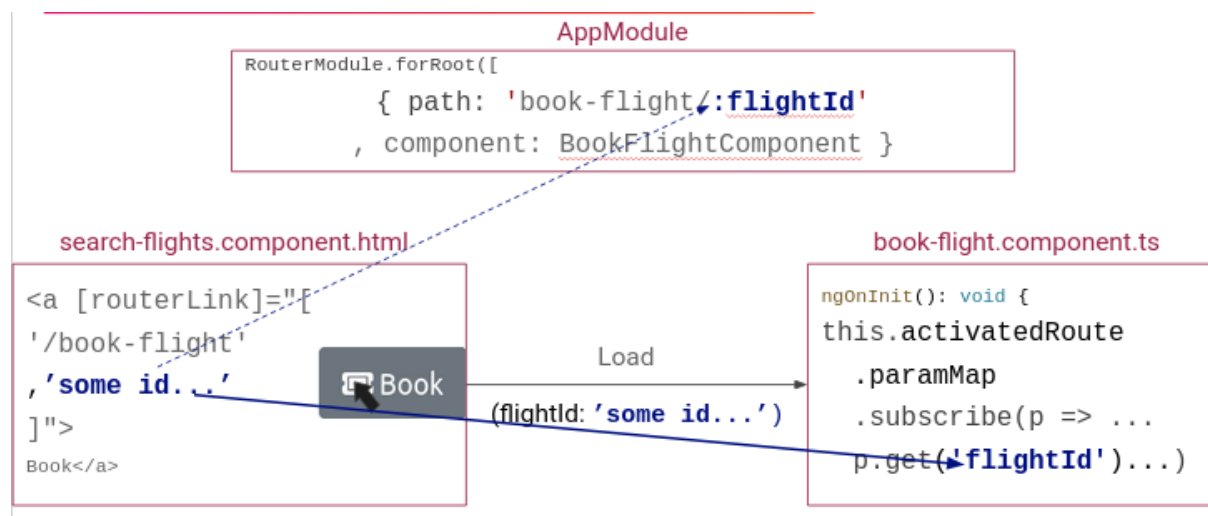 AppModule
RouterModule.forRoot([
{ path: 'book-flight/:flightId'
, component: BookFlightComponent }
search-flights.component.html
<a [routerLink]="[
'/book-flight'
,’some id...’
]">
Book</a>
Book
Load
(flightId: ’some id...’)
book-flight.component.ts
ngOnInit(): void {
this.activatedRoute
.paramMap
.subscribe(p => ...
p.get('flightId')...)